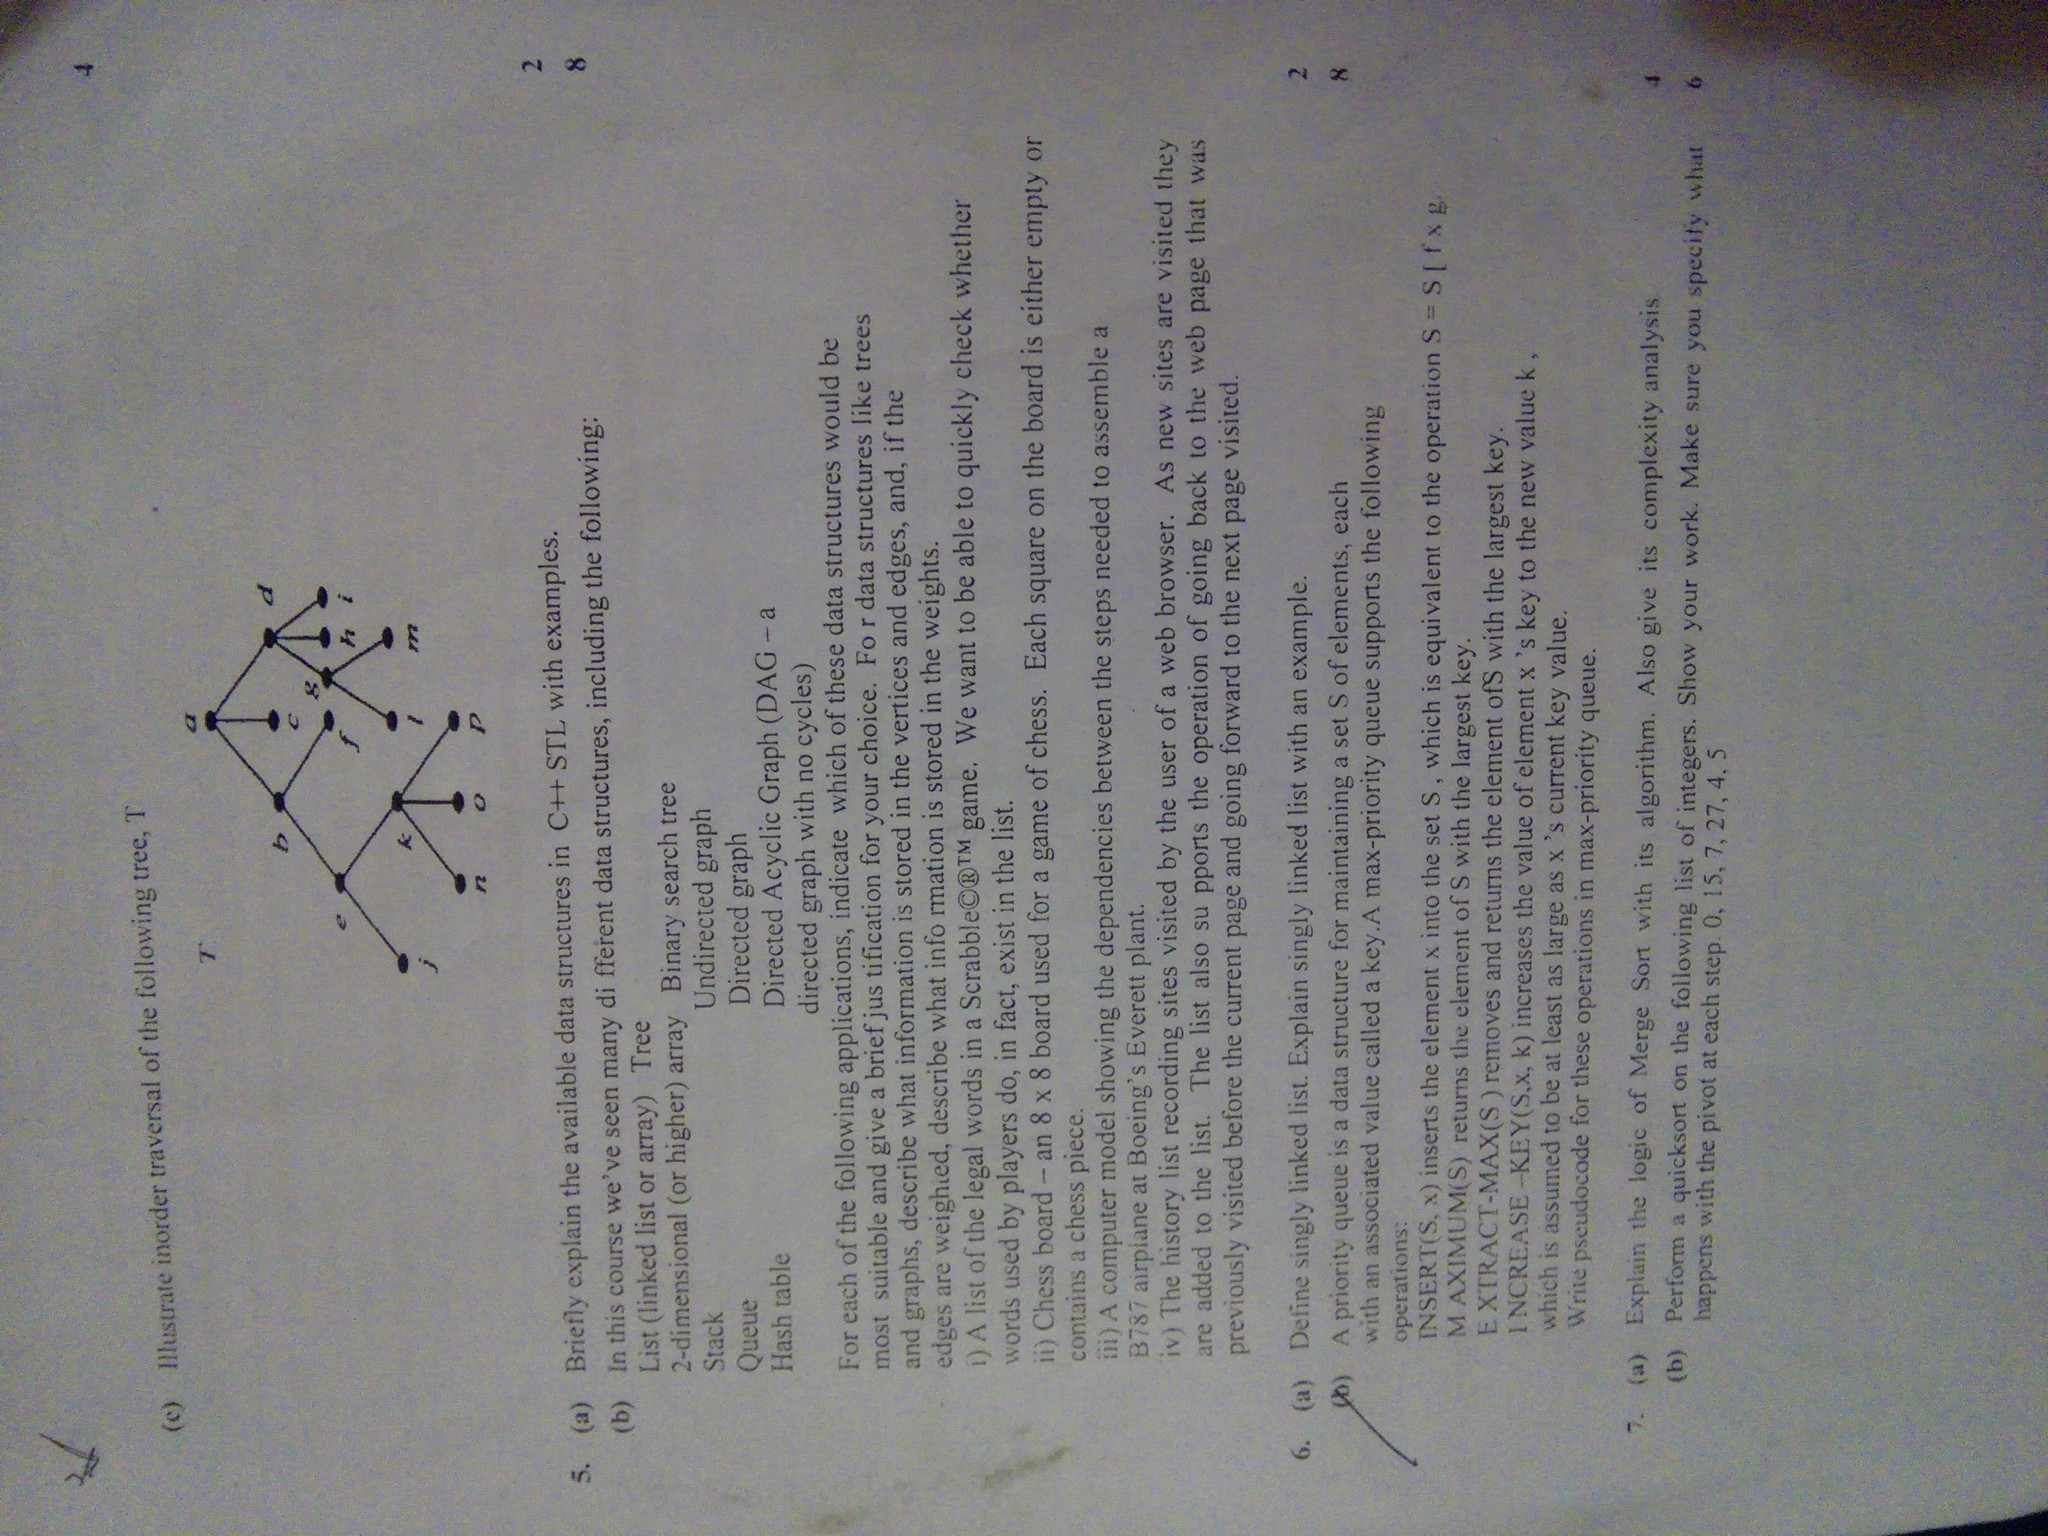 4
(c) Illustrate inorder traversal of the following tree, T
T
a
b
c
d
e
f
g
h
i
j
k
l
m
n
o
p
5. (a) Briefly explain the available data structures in C++ STL with examples. 2
(b) In this course we've seen many di fferent data structures, including the following: 8
List (linked list or array) Tree
2-dimensional (or higher) array Binary search tree
Stack Undirected graph
Queue Directed graph
Hash table Directed Acyclic Graph (DAG – a
directed graph with no cycles)
For each of the following applications, indicate which of these data structures would be
most suitable and give a brief jus tification for your choice. Fo r data structures like trees
and graphs, describe what information is stored in the vertices and edges, and, if the
edges are weighted, describe what info rmation is stored in the weights.
i) A list of the legal words in a Scrabble©®™ game. We want to be able to quickly check whether
words used by players do, in fact, exist in the list.
ii) Chess board – an 8 x 8 board used for a game of chess. Each square on the board is either empty or
contains a chess piece.
iii) A computer model showing the dependencies between the steps needed to assemble a
B787 airplane at Boeing's Everett plant.
iv) The history list recording sites visited by the user of a web browser. As new sites are visited they
are added to the list. The list also su pports the operation of going back to the web page that was
previously visited before the current page and going forward to the next page visited.
6. (a) Define singly linked list. Explain singly linked list with an example. 2
(b) A priority queue is a data structure for maintaining a set S of elements, each 8
with an associated value called a key.A max-priority queue supports the following
operations:
INSERT(S, x) inserts the element x into the set S , which is equivalent to the operation S = S [ f x g.
M AXIMUM(S) returns the element of S with the largest key.
E XTRACT-MAX(S ) removes and returns the element ofS with the largest key.
I NCREASE –KEY(S,x, k) increases the value of element x 's key to the new value k ,
which is assumed to be at least as large as x 's current key value.
Write pseudocode for these operations in max-priority queue.
7. (a) Explain the logic of Merge Sort with its algorithm. Also give its complexity analysis. 4
(b) Perform a quicksort on the following list of integers. Show your work. Make sure you specify what 6
happens with the pivot at each step. 0, 15, 7, 27, 4, 5